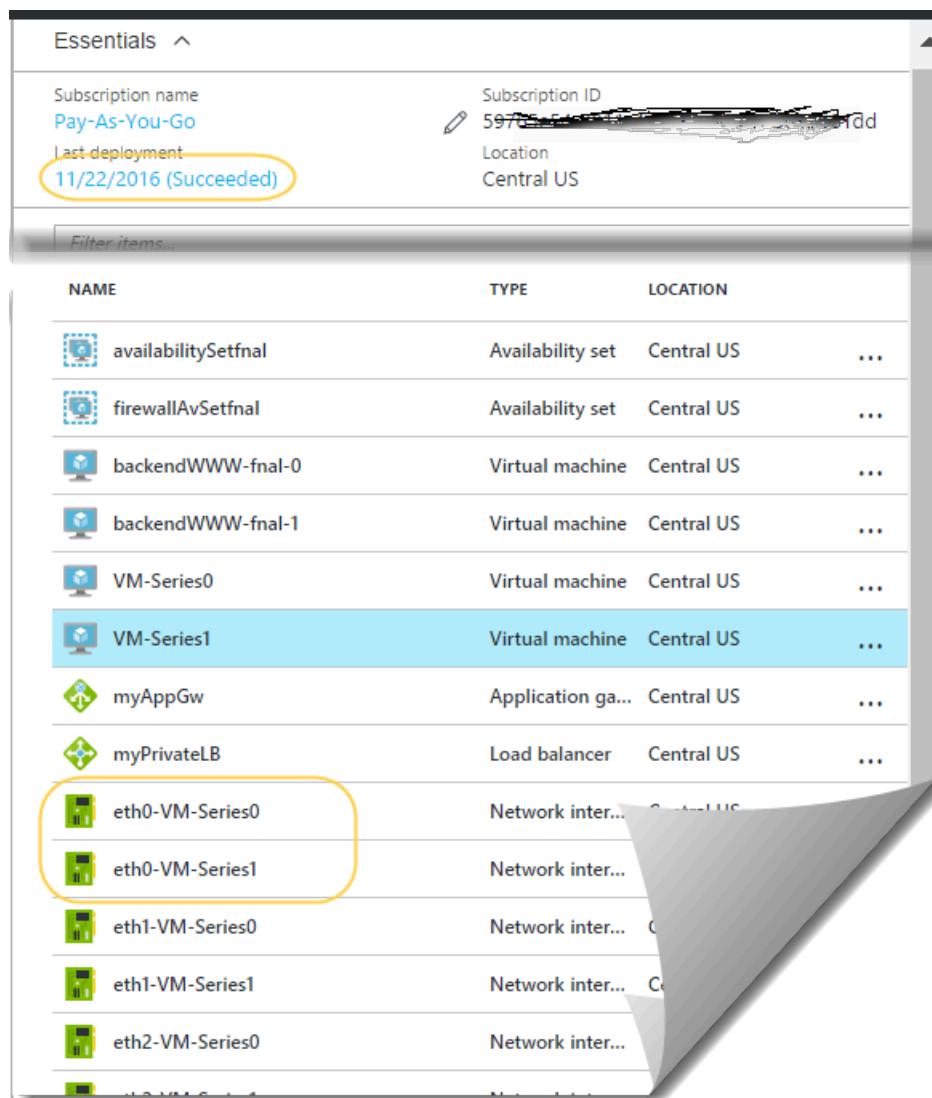 Essentials
Subscription name
Subscription ID
Pay-As-You-Go
Last deployment
Location
11/22/2016 (Succeeded)
Central US
Filter items...
NAME TYPE LOCATION
availabilitySetfnal Availability set Central US ...
firewallAvSetfnal Availability set Central US ...
backendWWW-fnal-0 Virtual machine Central US ...
backendWWW-fnal-1 Virtual machine Central US ...
VM-Series0 Virtual machine Central US ...
VM-Series1 Virtual machine Central US ...
myAppGw Application ga... Central US ...
myPrivateLB Load balancer Central US ...
eth0-VM-Series0 Network inter... Central US
eth0-VM-Series1 Network inter...
eth1-VM-Series0 Network inter...
eth1-VM-Series1 Network inter...
eth2-VM-Series0 Network inter...